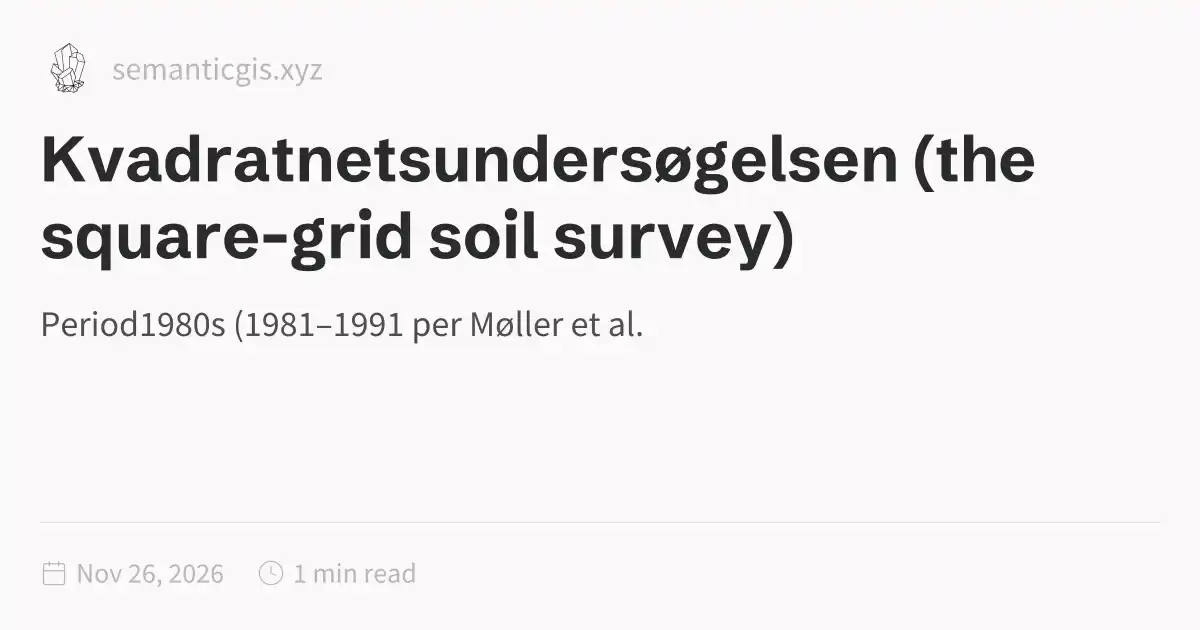 semanticgis.xyz
Kvadratnetsundersøgelsen (the
square-grid soil survey)
Period1980s (1981–1991 per Møller et al.
Nov 26, 2026 1 min read